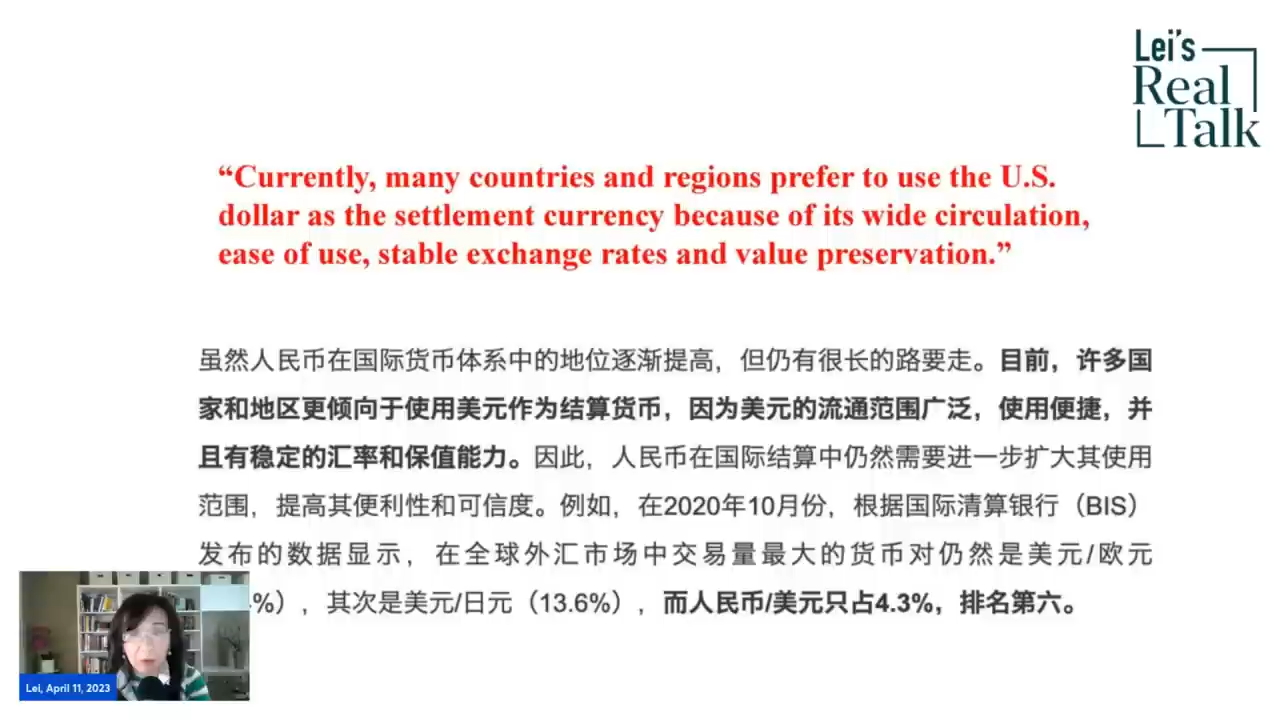 Lei's
Real
Talk
“Currently, many countries and regions prefer to use the U.S.
dollar as the settlement currency because of its wide circulation,
ease of use, stable exchange rates and value preservation.”
虽然人民币在国际货币体系中的地位逐渐提高，但仍有很长的路要走。目前，许多国
家和地区更倾向于使用美元作为结算货币，因为美元的流通范围广泛，使用便捷，并
且有稳定的汇率和保值能力。因此，人民币在国际结算中仍然需要进一步扩大其使用
范围，提高其便利性和可信度。例如，在2020年10月份，根据国际清算银行（BIS）
发布的数据显示，在全球外汇市场中交易量最大的货币对仍然是美元/欧元
%），其次是美元/日元（13.6%），而人民币/美元只占4.3%，排名第六。
Lei, April 11, 2023